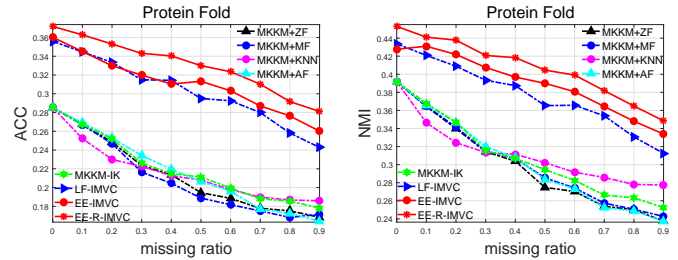 Protein Fold
ACC
0.36
0.34
0.32
0.3
0.28
0.26
0.24
0.22
0.2
0.18
MKKM+ZF
MKKM+MF
MKKM+KNN
MKKM+AF
MKKM-IK
LF-IMVC
EE-IMVC
EE-R-IMVC
0 0.1 0.2 0.3 0.4 0.5 0.6 0.7 0.8 0.9
missing ratio
Protein Fold
NMI
0.44
0.42
0.4
0.38
0.36
0.34
0.32
0.3
0.28
0.26
0.24
MKKM+ZF
MKKM+MF
MKKM+KNN
MKKM+AF
MKKM-IK
LF-IMVC
EE-IMVC
EE-R-IMVC
0 0.1 0.2 0.3 0.4 0.5 0.6 0.7 0.8 0.9
missing ratio